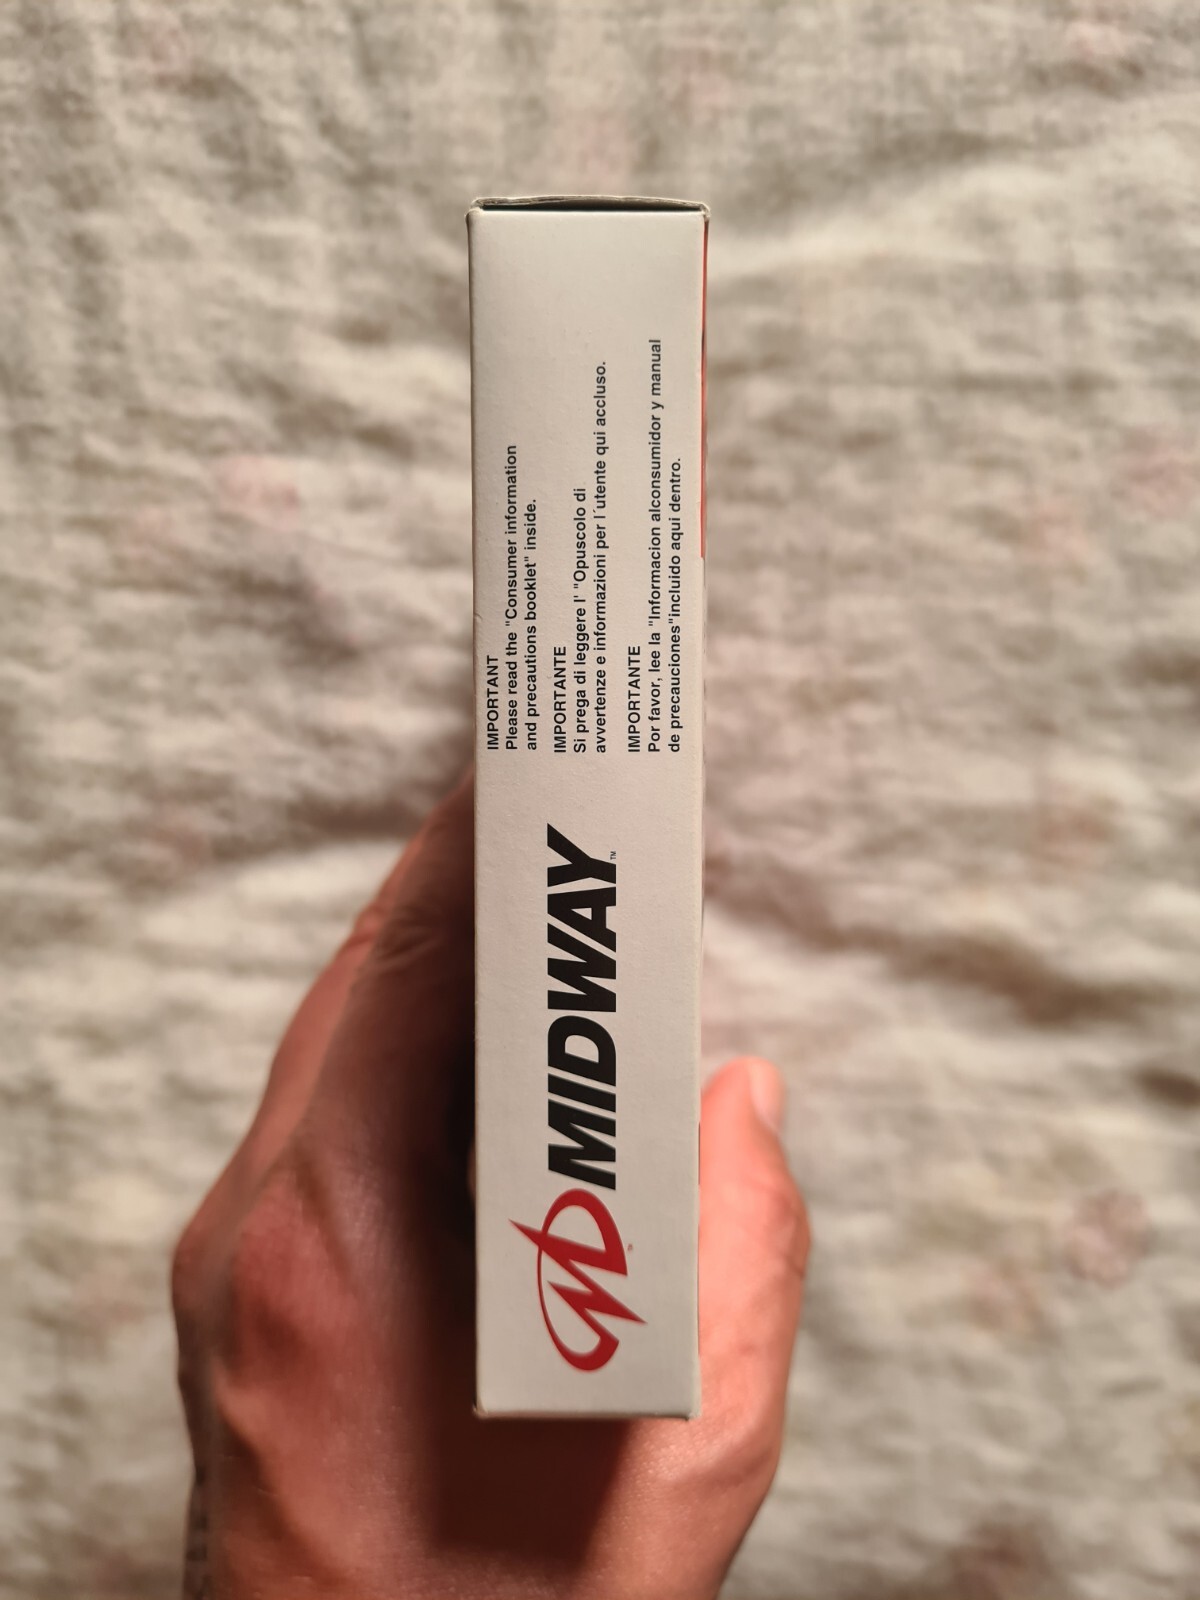 IMPORTANT
Please read the "Consumer information
and precautions booklet" inside.
IMPORTANTE
Si prega di leggere l' "Opuscolo di
avvertenze e informazioni per l´utente qui accluso.
IMPORTANTE
Por favor, lee la "Informacion alconsumidor y manual
de precauciones"incluido aqui dentro.
MIDWAY™